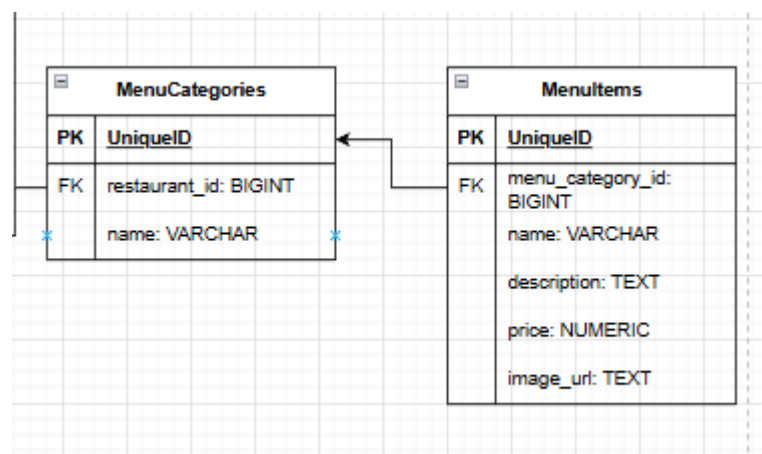 MenuCategories
PK UniqueID
FK restaurant_id: BIGINT
name: VARCHAR
MenuItems
PK UniqueID
FK menu_category_id:
BIGINT
name: VARCHAR
description: TEXT
price: NUMERIC
image_url: TEXT